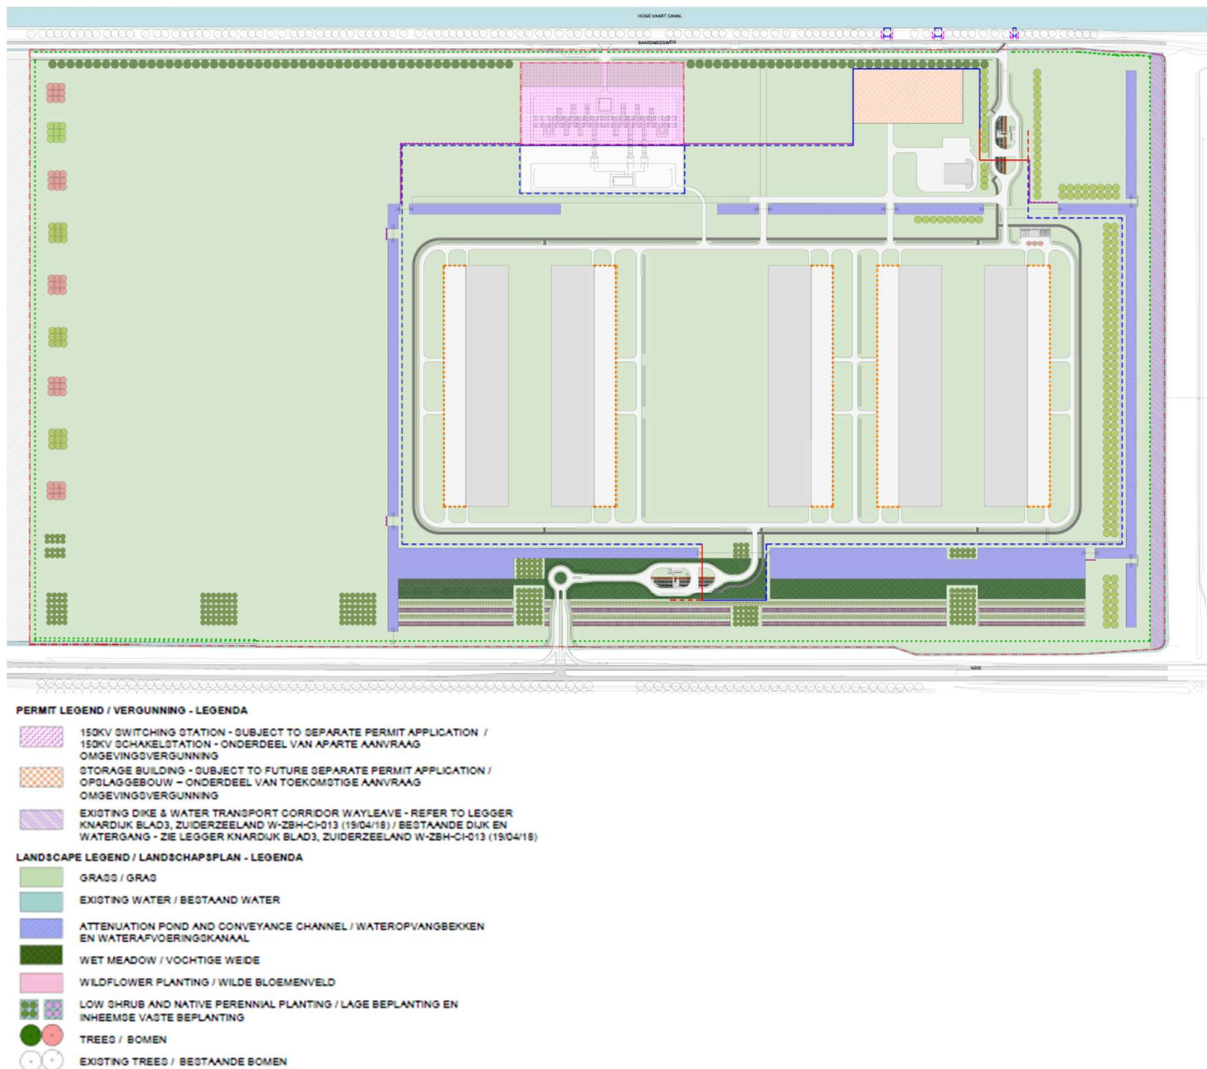 HOGE VAART CANAL
BAARDMEESWEG
N305
PERMIT LEGEND / VERGUNNING - LEGENDA
150KV SWITCHING STATION - SUBJECT TO SEPARATE PERMIT APPLICATION /
150KV SCHAKELSTATION - ONDERDEEL VAN APARTE AANVRAAG
OMGEVINGSVERGUNNING
STORAGE BUILDING - SUBJECT TO FUTURE SEPARATE PERMIT APPLICATION /
OPSLAGGEBOUW – ONDERDEEL VAN TOEKOMSTIGE AANVRAAG
OMGEVINGSVERGUNNING
EXISTING DIKE & WATER TRANSPORT CORRIDOR WAYLEAVE - REFER TO LEGGER
KNARDIJK BLAD3, ZUIDERZEELAND W-ZBH-CI-013 (19/04/18) / BESTAANDE DIJK EN
WATERGANG - ZIE LEGGER KNARDIJK BLAD3, ZUIDERZEELAND W-ZBH-CI-013 (19/04/18)
LANDSCAPE LEGEND / LANDSCHAPSPLAN - LEGENDA
GRASS / GRAS
EXISTING WATER / BESTAAND WATER
ATTENUATION POND AND CONVEYANCE CHANNEL / WATEROPVANGBEKKEN
EN WATERAFVOERINGSKANAAL
WET MEADOW / VOCHTIGE WEIDE
WILDFLOWER PLANTING / WILDE BLOEMENVELD
LOW SHRUB AND NATIVE PERENNIAL PLANTING / LAGE BEPLANTING EN
INHEEMSE VASTE BEPLANTING
TREES / BOMEN
EXISTING TREES / BESTAANDE BOMEN